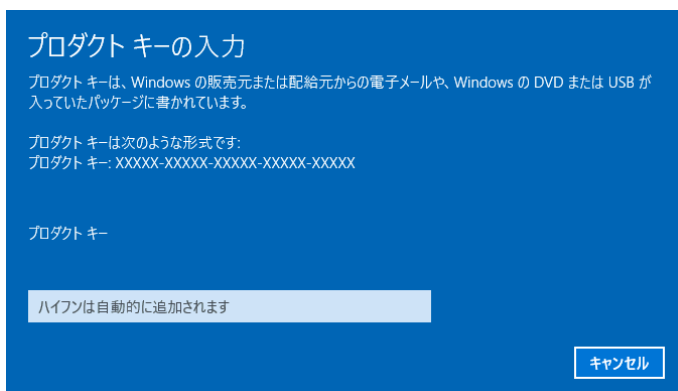 プロダクト キーの入力
プロダクト キーは、Windows の販売元または配給元からの電子メールや、Windows の DVD または USB が
入っていたパッケージに書かれています。
プロダクト キーは次のような形式です:
プロダクト キー: XXXXX-XXXXX-XXXXX-XXXXX-XXXXX
プロダクト キー
ハイフンは自動的に追加されます
キャンセル